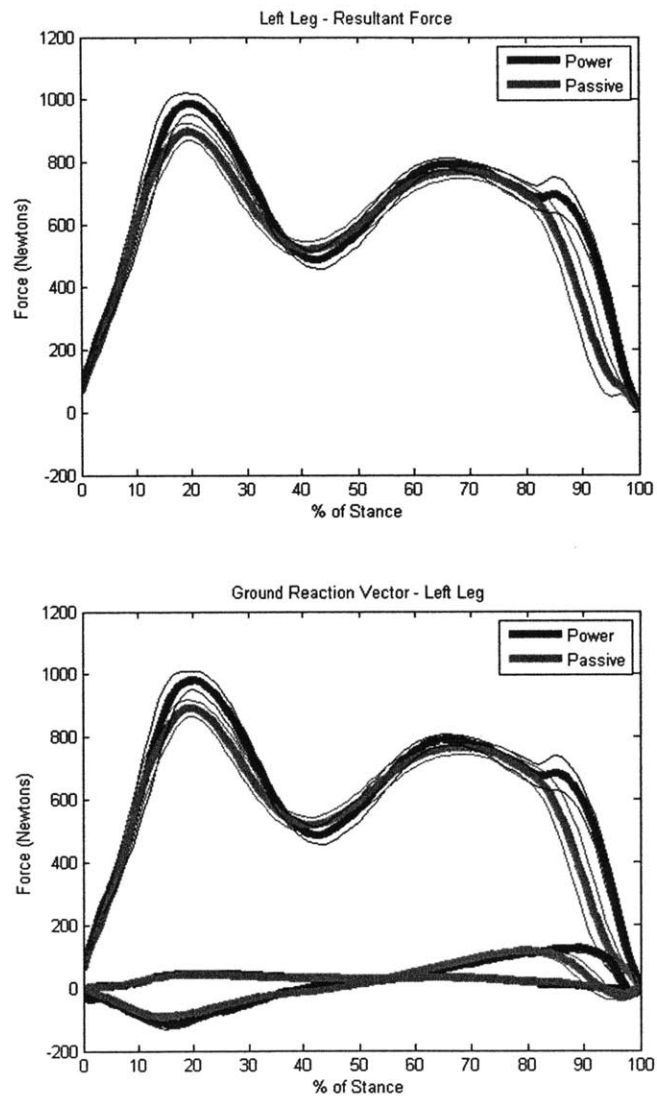 Left Leg - Resultant Force
1200
1000
800
600
400
200
0
-200
Force (Newtons)
Power
Passive
0 10 20 30 40 50 60 70 80 90 100
% of Stance
Ground Reaction Vector - Left Leg
1200
1000
800
600
400
200
0
-200
Force (Newtons)
Power
Passive
0 10 20 30 40 50 60 70 80 90 100
% of Stance